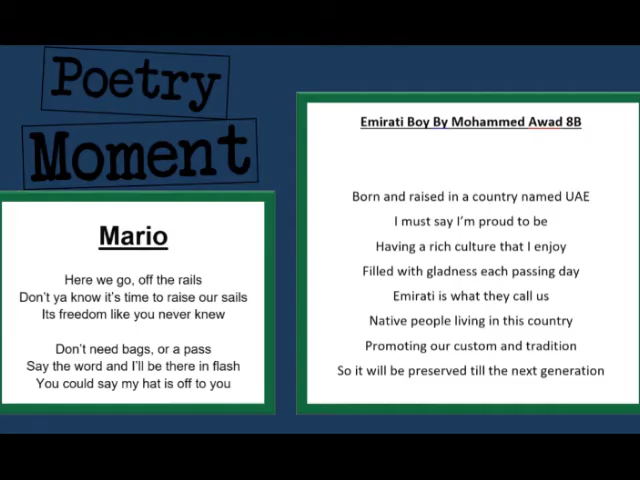 Poetry
Moment
Mario
Here we go, off the rails
Don't ya know it's time to raise our sails
Its freedom like you never knew
Don't need bags, or a pass
Say the word and I'll be there in flash
You could say my hat is off to you
Emirati Boy By Mohammed Awad 8B
Born and raised in a country named UAE
I must say I'm proud to be
Having a rich culture that I enjoy
Filled with gladness each passing day
Emirati is what they call us
Native people living in this country
Promoting our custom and tradition
So it will be preserved till the next generation